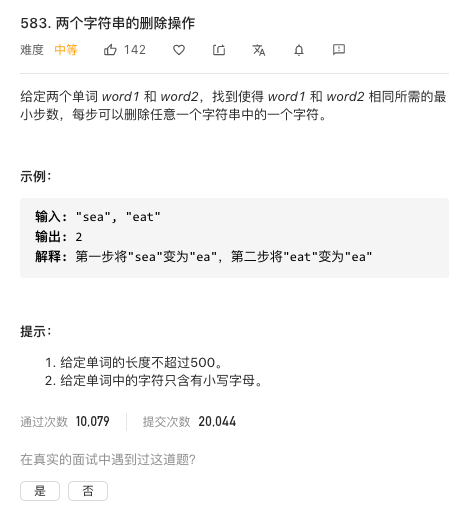 583. 两个字符串的删除操作
难度 中等 142
给定两个单词 word1 和 word2，找到使得 word1 和 word2 相同所需的最
小步数，每步可以删除任意一个字符串中的一个字符。
示例：
输入: "sea", "eat"
输出: 2
解释: 第一步将"sea"变为"ea"，第二步将"eat"变为"ea"
提示：
1. 给定单词的长度不超过500。
2. 给定单词中的字符只含有小写字母。
通过次数 10,079 提交次数 20,044
在真实的面试中遇到过这道题?
是 否